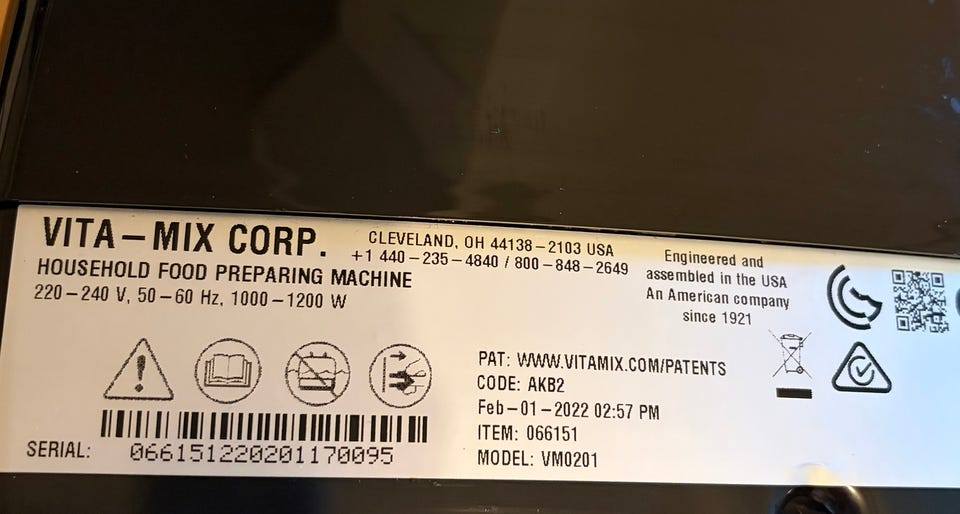 VITA-MIX CORP.
CLEVELAND, OH 44138-2103 USA
+1 440-235-4840 / 800-848-2649
HOUSEHOLD FOOD PREPARING MACHINE
220-240 V, 50-60 Hz, 1000-1200 W
Engineered and
assembled in the USA
An American company
since 1921
PAT: WWW.VITAMIX.COM/PATENTS
CODE: AKB2
Feb-01-2022 02:57 PM
ITEM: 066151
MODEL: VM0201
SERIAL: 066151220201170095